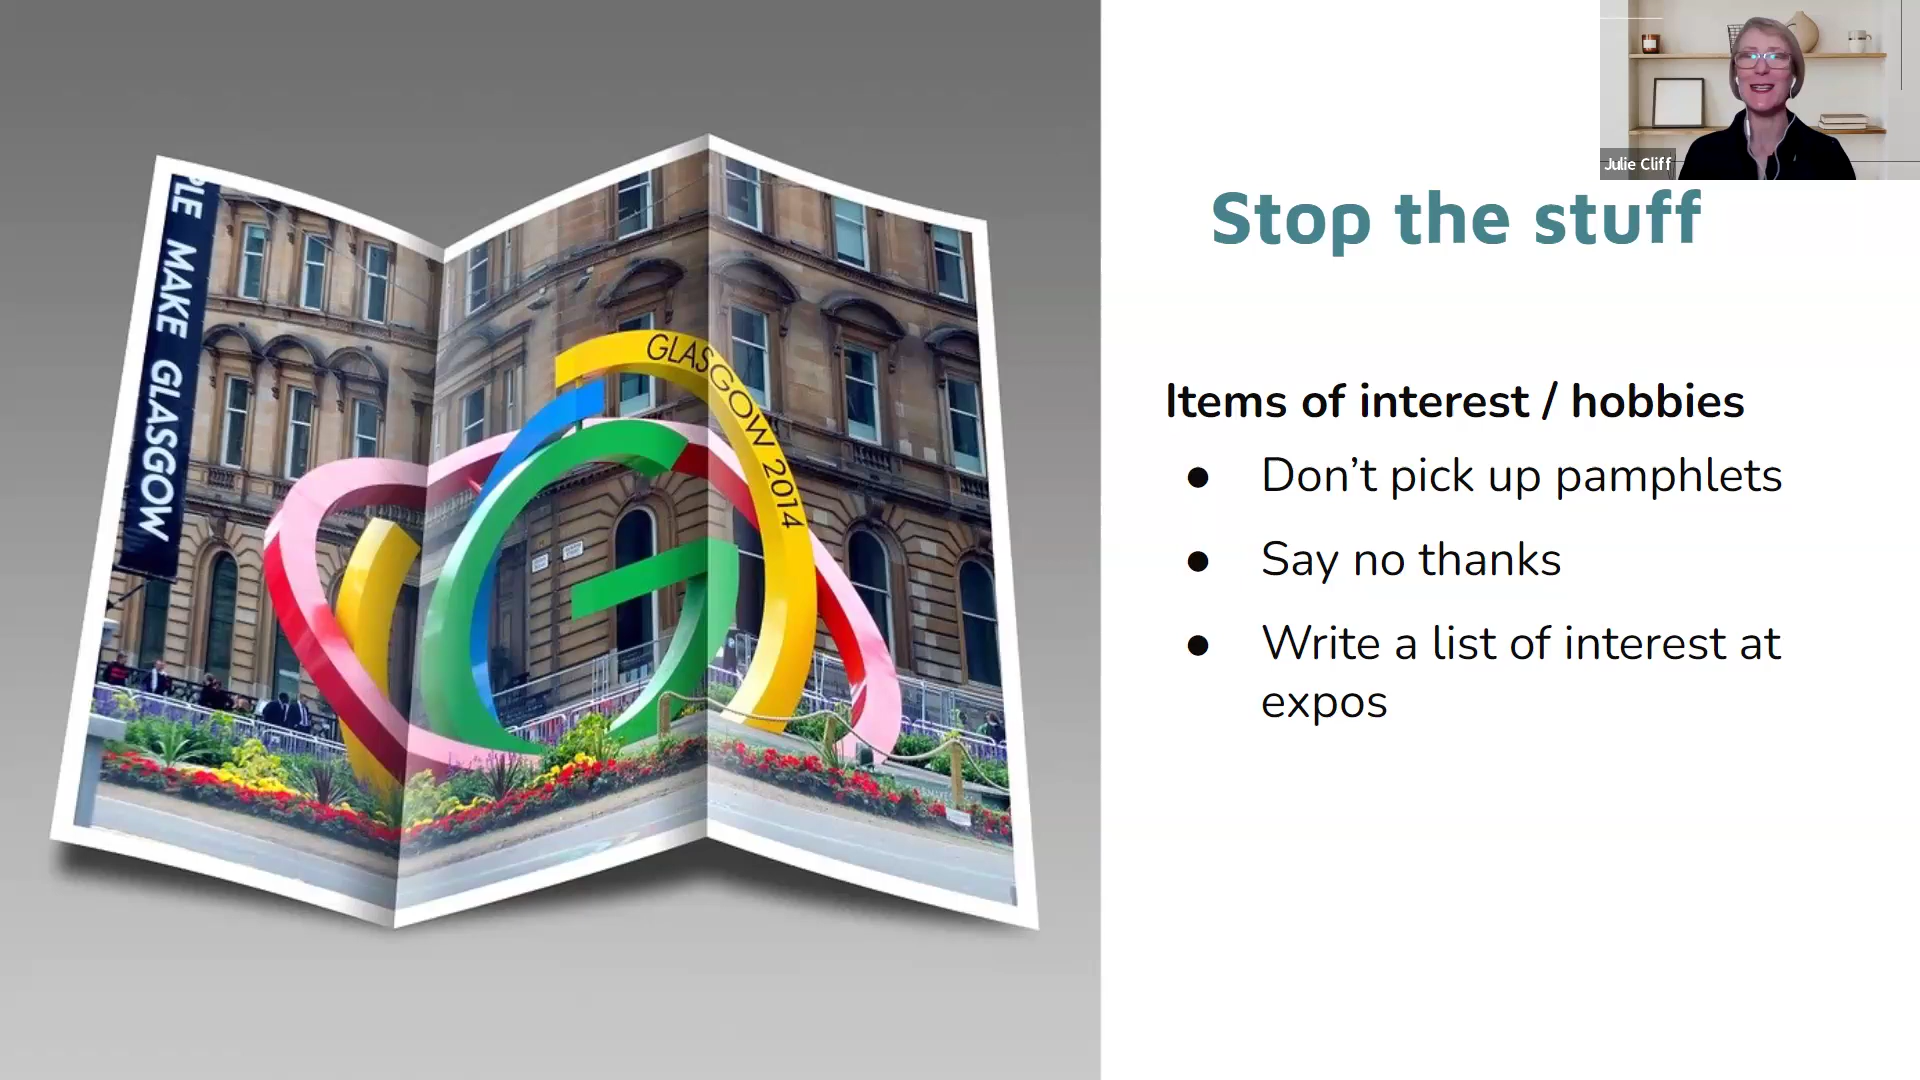 Julie Cliff
Stop the stuff
Items of interest / hobbies
● Don’t pick up pamphlets
● Say no thanks
● Write a list of interest at
expos
PLE MAKE GLASGOW
GLASGOW 2014